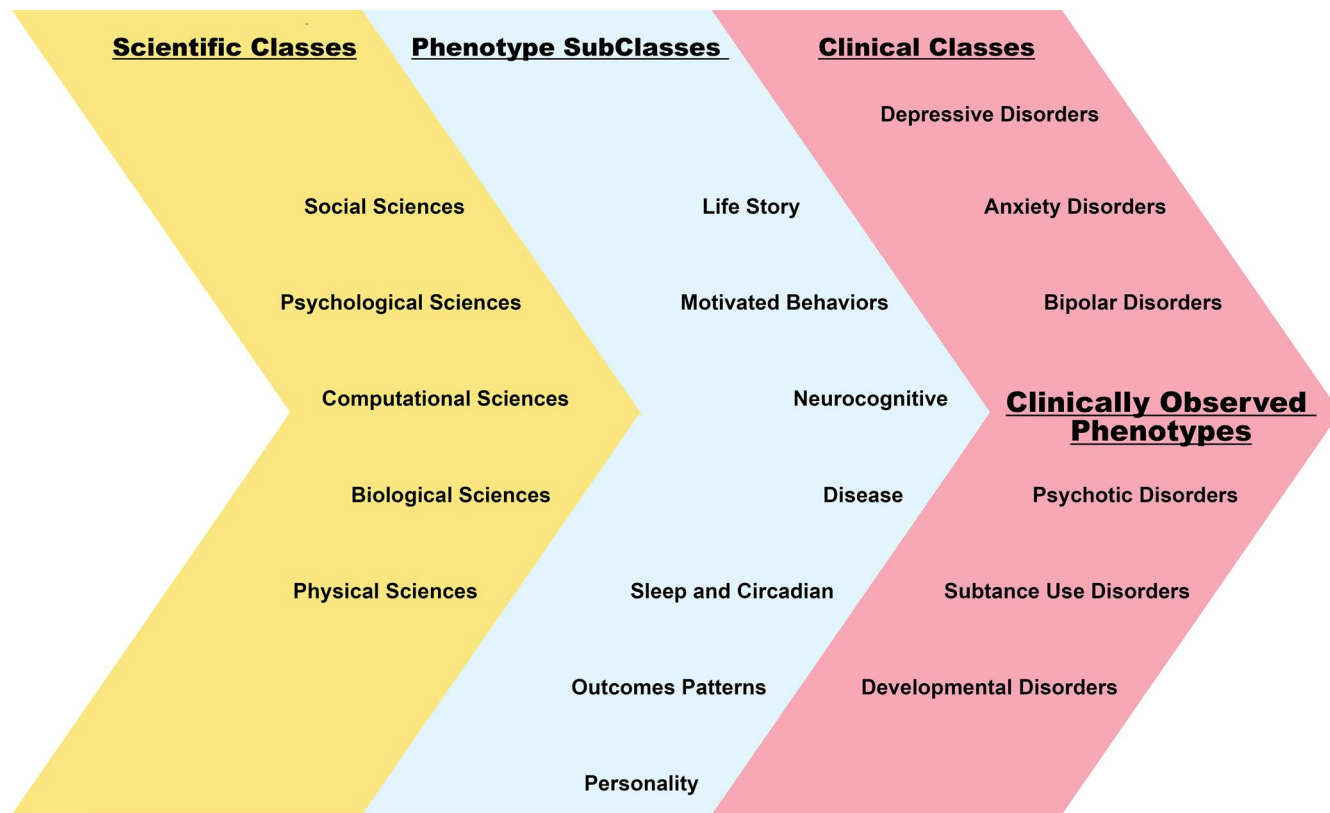 Scientific Classes
Social Sciences
Psychological Sciences
Computational Sciences
Biological Sciences
Physical Sciences
Phenotype SubClasses
Life Story
Motivated Behaviors
Neurocognitive
Disease
Sleep and Circadian
Outcomes Patterns
Personality
Clinical Classes
Depressive Disorders
Anxiety Disorders
Bipolar Disorders
Clinically Observed
Phenotypes
Psychotic Disorders
Subtance Use Disorders
Developmental Disorders